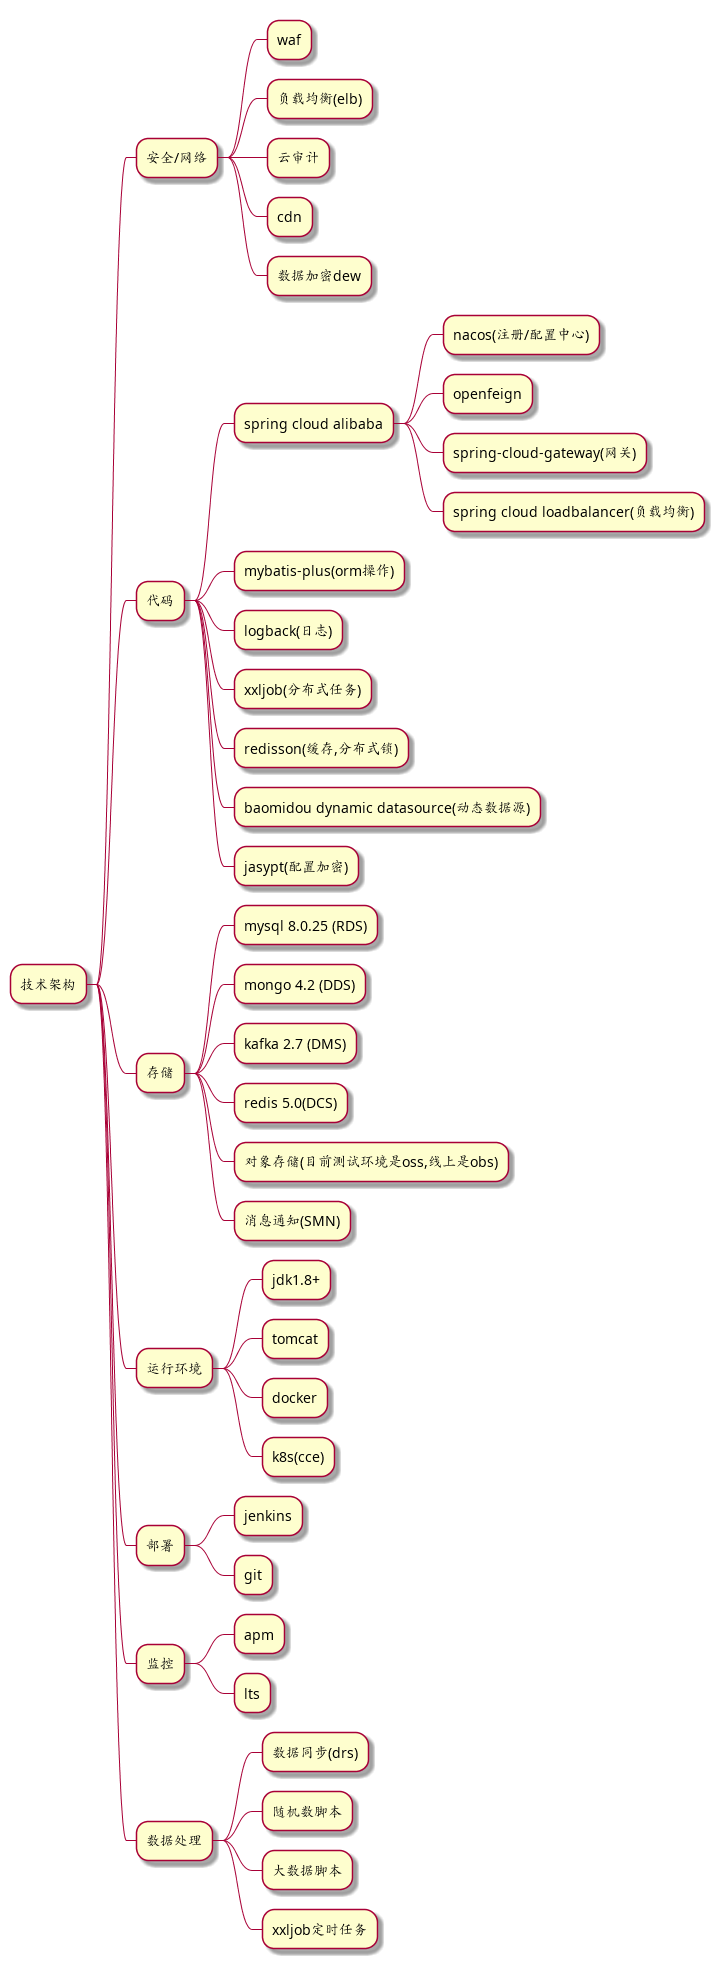 技术架构
安全/网络
waf
负载均衡(elb)
云审计
cdn
数据加密dew
代码
spring cloud alibaba
nacos(注册/配置中心)
openfeign
spring-cloud-gateway(网关)
spring cloud loadbalancer(负载均衡)
mybatis-plus(orm操作)
logback(日志)
xxljob(分布式任务)
redisson(缓存,分布式锁)
baomidou dynamic datasource(动态数据源)
jasypt(配置加密)
存储
mysql 8.0.25 (RDS)
mongo 4.2 (DDS)
kafka 2.7 (DMS)
redis 5.0(DCS)
对象存储(目前测试环境是oss,线上是obs)
消息通知(SMN)
运行环境
jdk1.8+
tomcat
docker
k8s(cce)
部署
jenkins
git
监控
apm
lts
数据处理
数据同步(drs)
随机数脚本
大数据脚本
xxljob定时任务